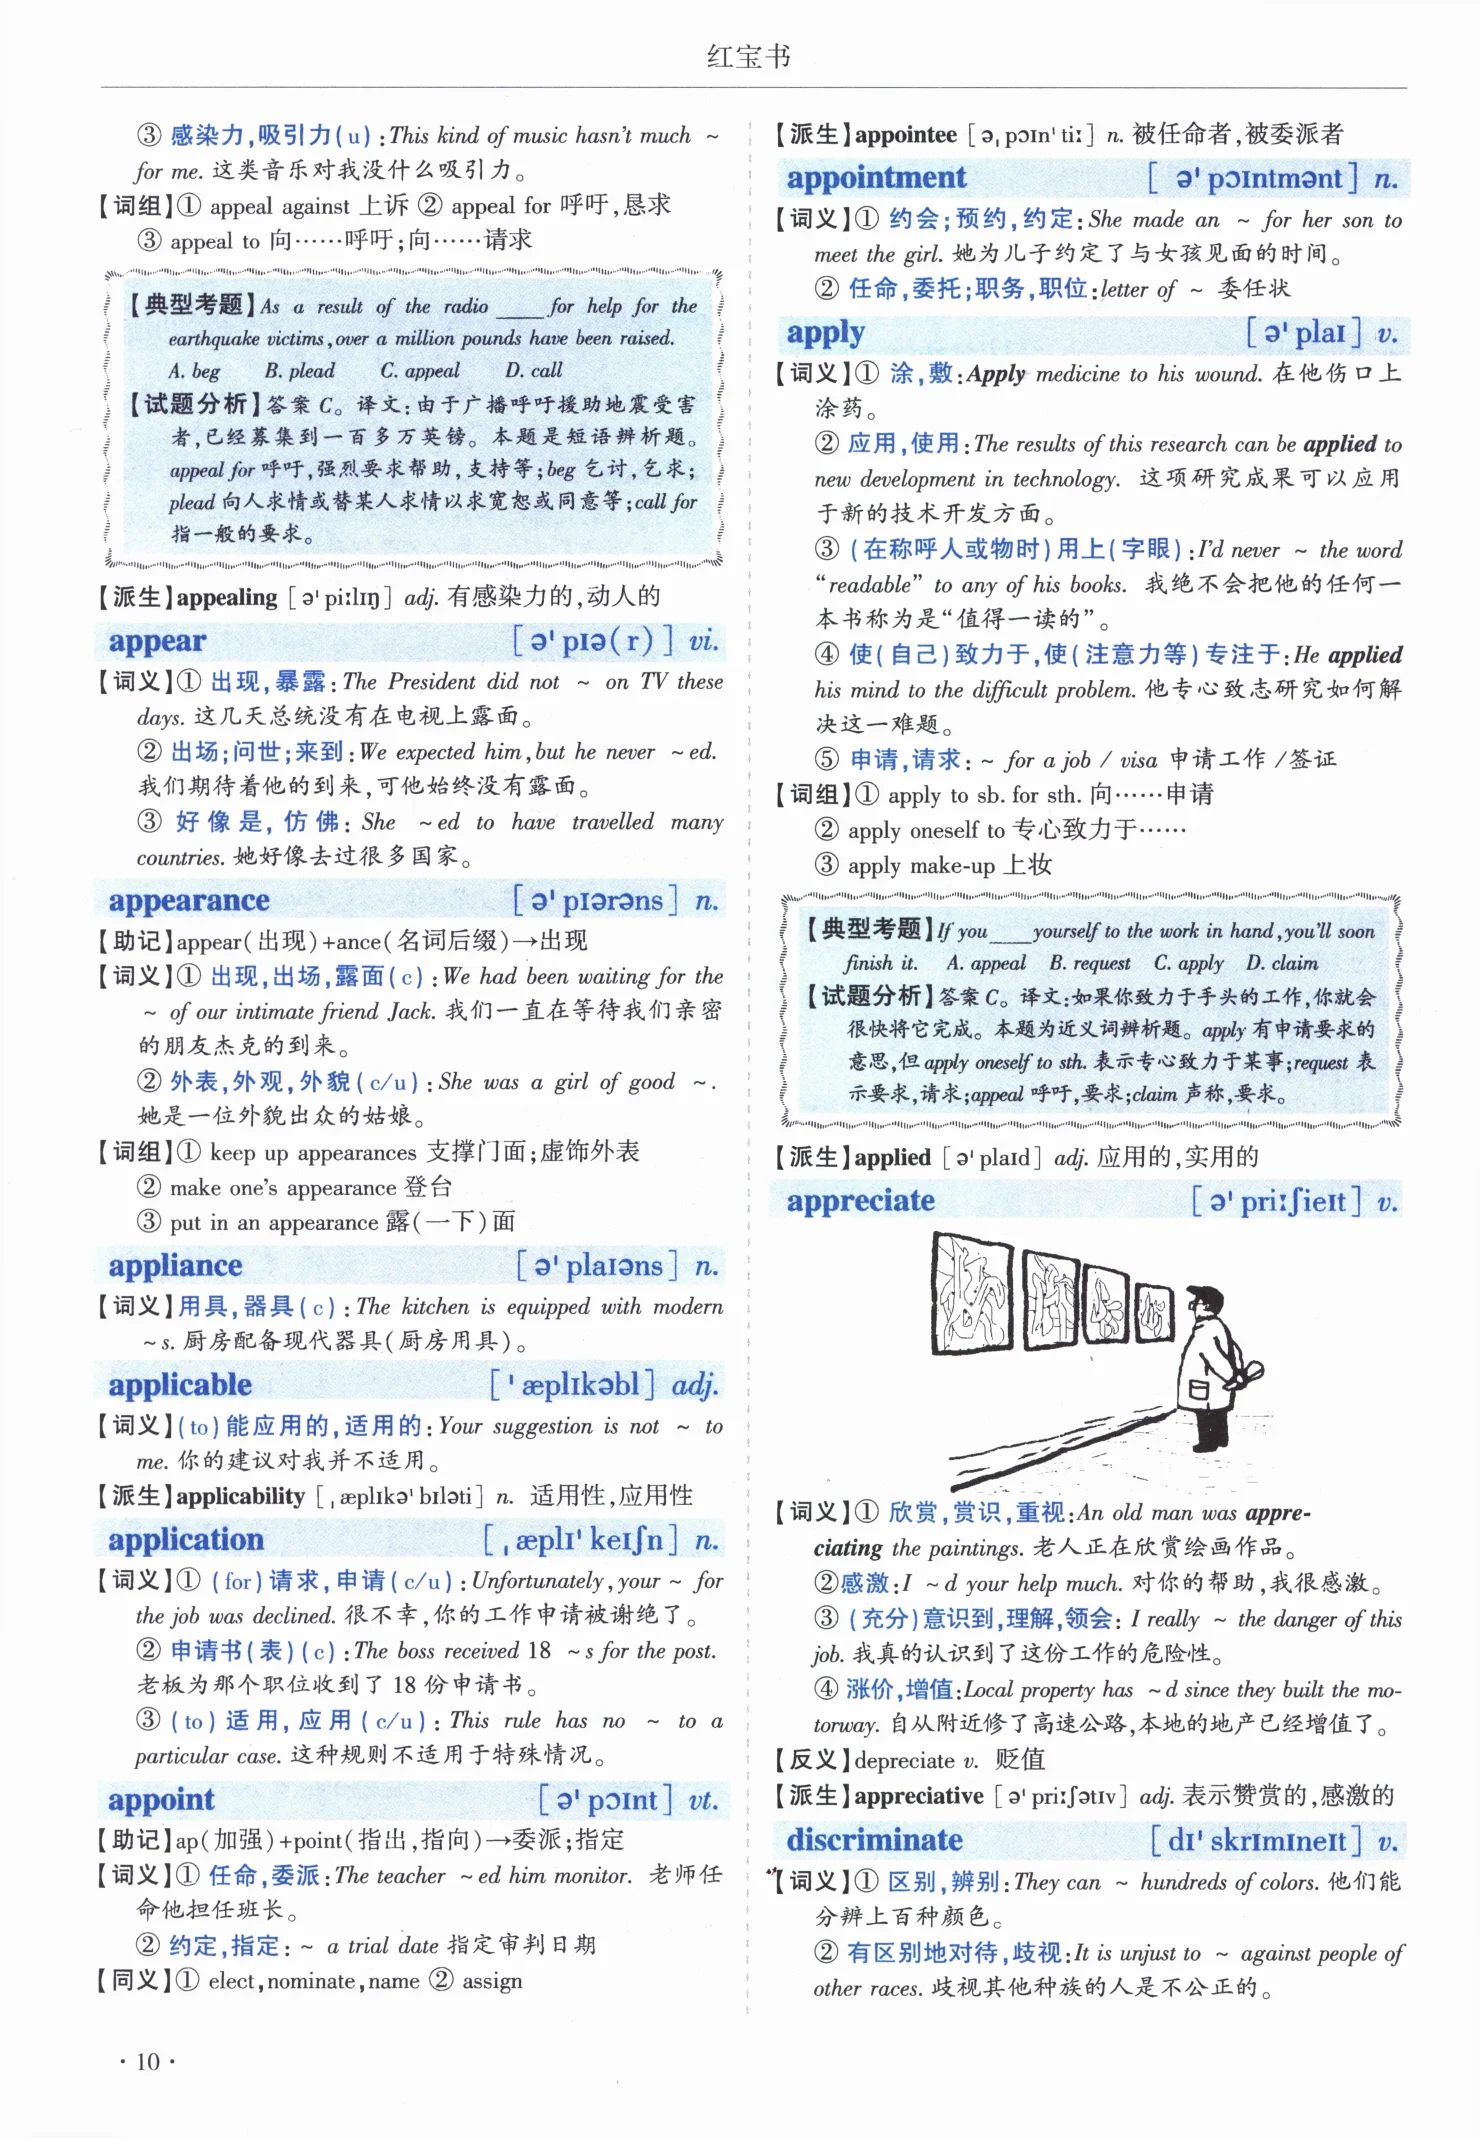 红宝书
③ 感染力,吸引力(u):This kind of music hasn't much ~
for me. 这类音乐对我没什么吸引力。
【词组】① appeal against 上诉 ② appeal for 呼吁,恳求
③ appeal to 向……呼吁;向……请求
【典型考题】As a result of the radio ____ for help for the
earthquake victims,over a million pounds have been raised.
A. beg B. plead C. appeal D. call
【试题分析】答案 C。译文:由于广播呼吁援助地震受害
者,已经募集到一百多万英镑。本题是短语辨析题。
appeal for 呼吁,强烈要求帮助,支持等;beg 乞讨,乞求;
plead 向人求情或替某人求情以求宽恕或同意等;call for
指一般的要求。
【派生】appealing [ə'piːlɪŋ] adj. 有感染力的,动人的
appear [ə'pɪə(r)] vi.
【词义】① 出现,暴露:The President did not ~ on TV these
days. 这几天总统没有在电视上露面。
② 出场;问世;来到:We expected him,but he never ~ed.
我们期待着他的到来,可他始终没有露面。
③ 好像是,仿佛: She ~ed to have travelled many
countries. 她好像去过很多国家。
appearance [ə'pɪərəns] n.
【助记】appear(出现)+ance(名词后缀)→出现
【词义】① 出现,出场,露面(c):We had been waiting for the
~ of our intimate friend Jack. 我们一直在等待我们亲密
的朋友杰克的到来。
② 外表,外观,外貌(c/u):She was a girl of good ~.
她是一位外貌出众的姑娘。
【词组】① keep up appearances 支撑门面;虚饰外表
② make one's appearance 登台
③ put in an appearance 露(一下)面
appliance [ə'plaɪəns] n.
【词义】用具,器具(c):The kitchen is equipped with modern
~s. 厨房配备现代器具(厨房用具)。
applicable ['æplɪkəbl] adj.
【词义】(to)能应用的,适用的:Your suggestion is not ~ to
me. 你的建议对我并不适用。
【派生】applicability [ˌæplɪkə'bɪləti] n. 适用性,应用性
application [ˌæplɪ'keɪʃn] n.
【词义】① (for)请求,申请(c/u):Unfortunately,your ~ for
the job was declined. 很不幸,你的工作申请被谢绝了。
② 申请书(表)(c):The boss received 18 ~s for the post.
老板为那个职位收到了 18 份申请书。
③ (to)适用,应用(c/u): This rule has no ~ to a
particular case. 这种规则不适用于特殊情况。
appoint [ə'pɔɪnt] vt.
【助记】ap(加强)+point(指出,指向)→委派;指定
【词义】① 任命,委派:The teacher ~ed him monitor. 老师任
命他担任班长。
② 约定,指定: ~ a trial date 指定审判日期
【同义】① elect,nominate,name ② assign
· 10 ·
【派生】appointee [əˌpɔɪn'tiː] n. 被任命者,被委派者
appointment [ə'pɔɪntmənt] n.
【词义】① 约会;预约,约定:She made an ~ for her son to
meet the girl. 她为儿子约定了与女孩见面的时间。
② 任命,委托;职务,职位:letter of ~ 委任状
apply [ə'plaɪ] v.
【词义】① 涂,敷:Apply medicine to his wound. 在他伤口上
涂药。
② 应用,使用:The results of this research can be applied to
new development in technology. 这项研究成果可以应用
于新的技术开发方面。
③ (在称呼人或物时)用上(字眼):I'd never ~ the word
“readable” to any of his books. 我绝不会把他的任何一
本书称为是“值得一读的”。
④ 使(自己)致力于,使(注意力等)专注于:He applied
his mind to the difficult problem. 他专心致志研究如何解
决这一难题。
⑤ 申请,请求: ~ for a job / visa 申请工作 /签证
【词组】① apply to sb. for sth. 向……申请
② apply oneself to 专心致力于……
③ apply make-up 上妆
【典型考题】If you ____ yourself to the work in hand,you'll soon
finish it. A. appeal B. request C. apply D. claim
【试题分析】答案 C。译文:如果你致力于手头的工作,你就会
很快将它完成。本题为近义词辨析题。apply 有申请要求的
意思,但 apply oneself to sth. 表示专心致力于某事;request 表
示要求,请求;appeal 呼吁,要求;claim 声称,要求。
【派生】applied [ə'plaɪd] adj. 应用的,实用的
appreciate [ə'priːʃieɪt] v.
【词义】① 欣赏,赏识,重视:An old man was appre-
ciating the paintings. 老人正在欣赏绘画作品。
②感激:I ~d your help much. 对你的帮助,我很感激。
③ (充分)意识到,理解,领会: I really ~ the danger of this
job. 我真的认识到了这份工作的危险性。
④ 涨价,增值:Local property has ~d since they built the mo-
torway. 自从附近修了高速公路,本地的地产已经增值了。
【反义】depreciate v. 贬值
【派生】appreciative [ə'priːʃətɪv] adj. 表示赞赏的,感激的
discriminate [dɪ'skrɪmɪneɪt] v.
【词义】① 区别,辨别:They can ~ hundreds of colors. 他们能
分辨上百种颜色。
② 有区别地对待,歧视:It is unjust to ~ against people of
other races. 歧视其他种族的人是不公正的。